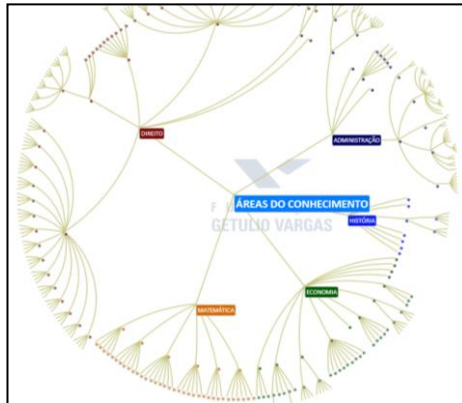 DIREITO
ADMINISTRAÇÃO
ÁREAS DO CONHECIMENTO
HISTÓRIA
GETULIO VARGAS
ECONOMIA
MATEMÁTICA